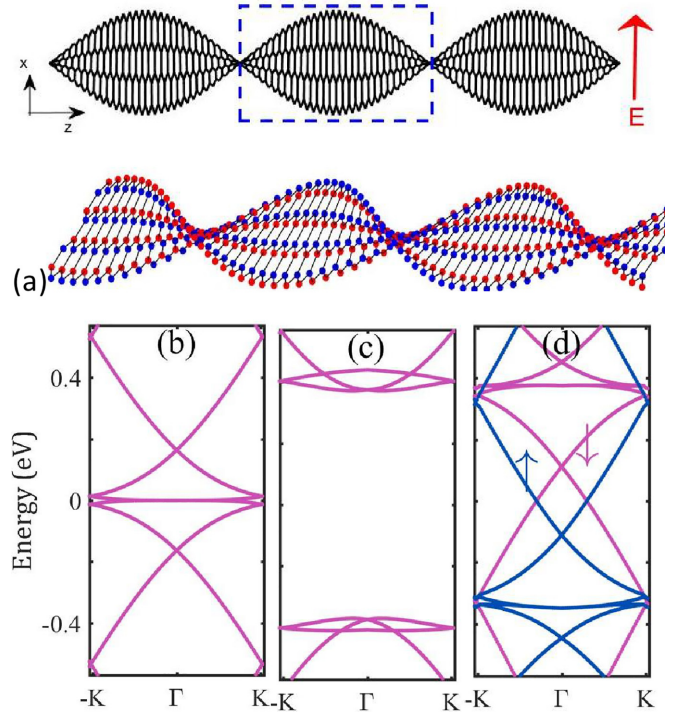 x
z
E
(a)
(b)
(c)
(d)
Energy (eV)
0.4
0
-0.4
↑
↓
-K Γ K -K Γ K -K Γ K